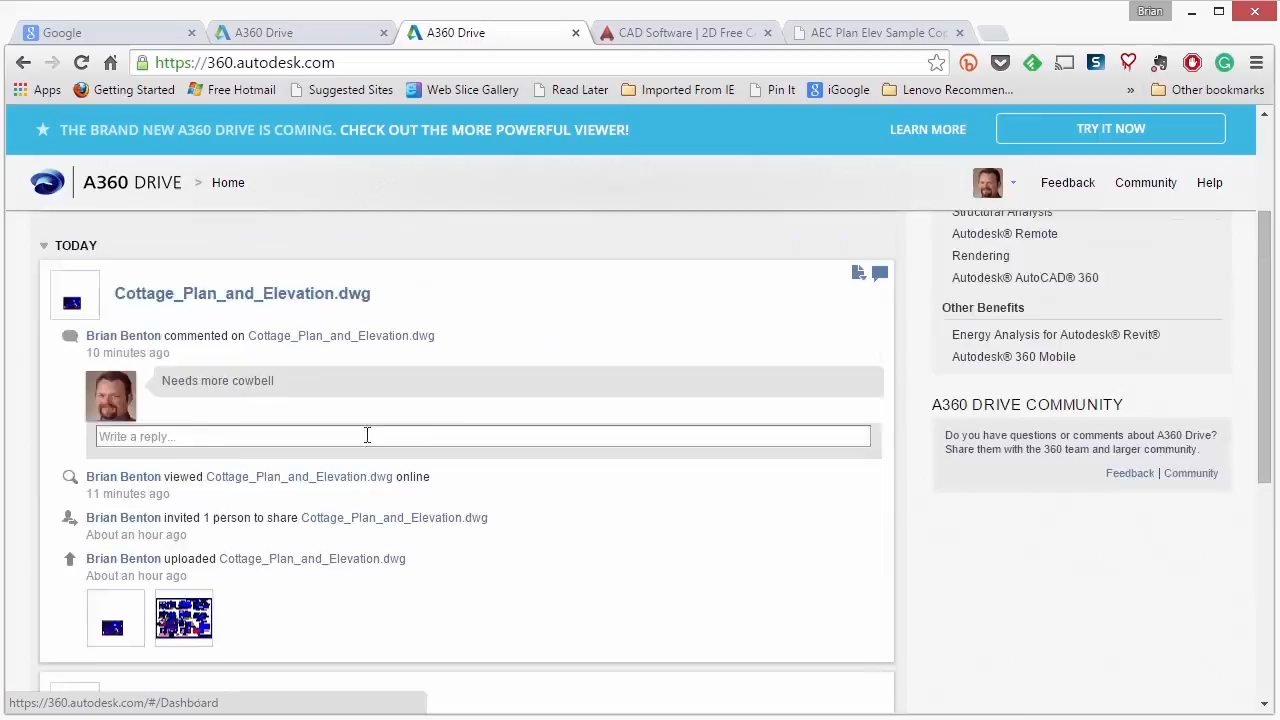 Brian
Google
A360 Drive
A360 Drive
CAD Software | 2D Free C
AEC Plan Elev Sample Cop
https://360.autodesk.com
Apps
Getting Started
Free Hotmail
Suggested Sites
Web Slice Gallery
Read Later
Imported From IE
Pin It
iGoogle
Lenovo Recommen...
»
Other bookmarks
THE BRAND NEW A360 DRIVE IS COMING. CHECK OUT THE MORE POWERFUL VIEWER!
LEARN MORE
TRY IT NOW
A360 DRIVE > Home
Feedback
Community
Help
TODAY
Cottage_Plan_and_Elevation.dwg
Brian Benton commented on Cottage_Plan_and_Elevation.dwg
10 minutes ago
Needs more cowbell
Write a reply...
Brian Benton viewed Cottage_Plan_and_Elevation.dwg online
11 minutes ago
Brian Benton invited 1 person to share Cottage_Plan_and_Elevation.dwg
About an hour ago
Brian Benton uploaded Cottage_Plan_and_Elevation.dwg
About an hour ago
Structural Analysis
Autodesk® Remote
Rendering
Autodesk® AutoCAD® 360
Other Benefits
Energy Analysis for Autodesk® Revit®
Autodesk® 360 Mobile
A360 DRIVE COMMUNITY
Do you have questions or comments about A360 Drive?
Share them with the 360 team and larger community.
Feedback | Community
https://360.autodesk.com/#/Dashboard